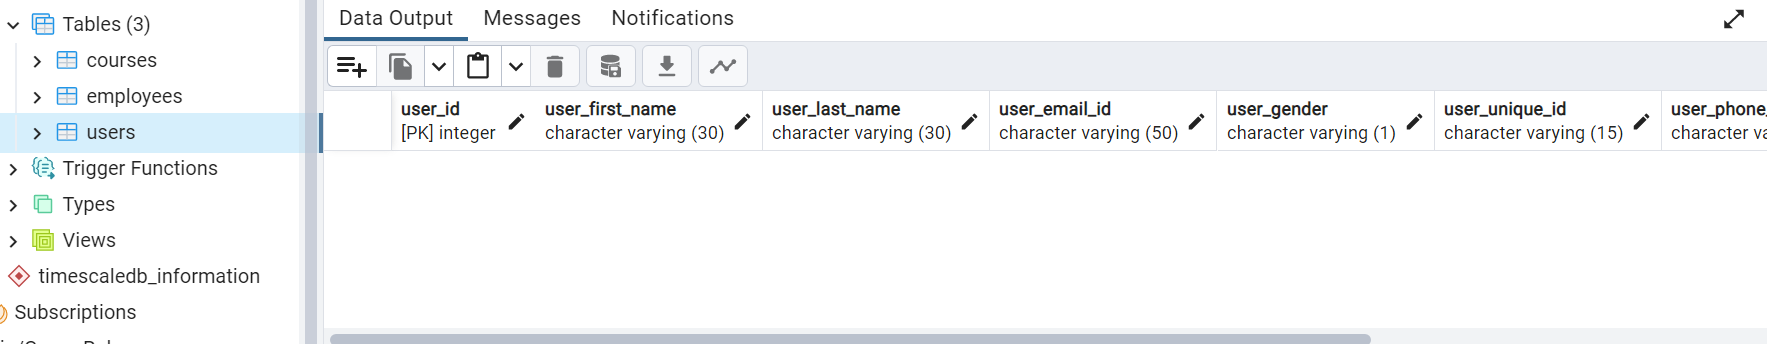 Tables (3)
courses
employees
users
Trigger Functions
Types
Views
timescaledb_information
Subscriptions
Data Output Messages Notifications
user_id user_first_name user_last_name user_email_id user_gender user_unique_id user_phone_
[PK] integer character varying (30) character varying (30) character varying (50) character varying (1) character varying (15) character va